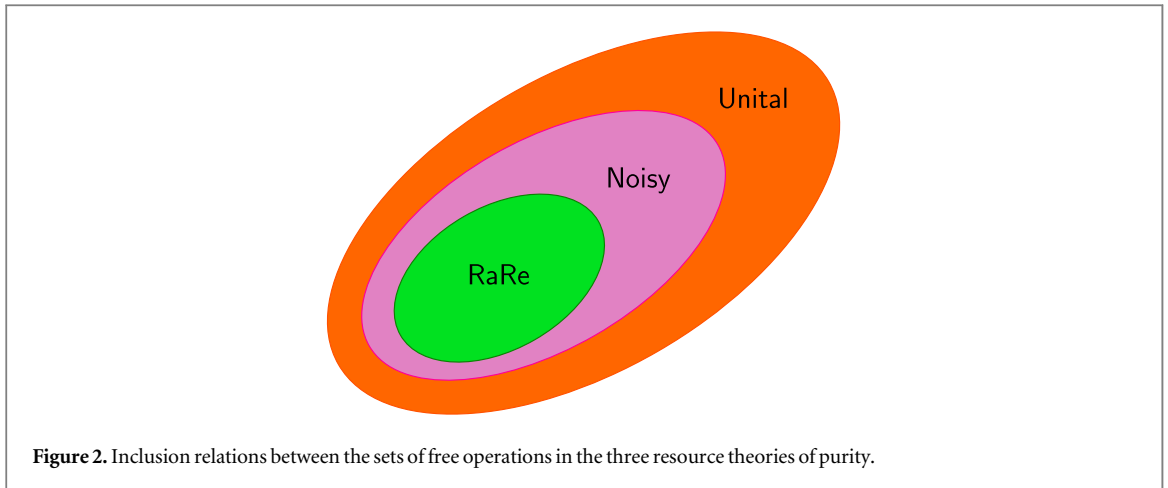 Unital
Noisy
RaRe
Figure 2. Inclusion relations between the sets of free operations in the three resource theories of purity.